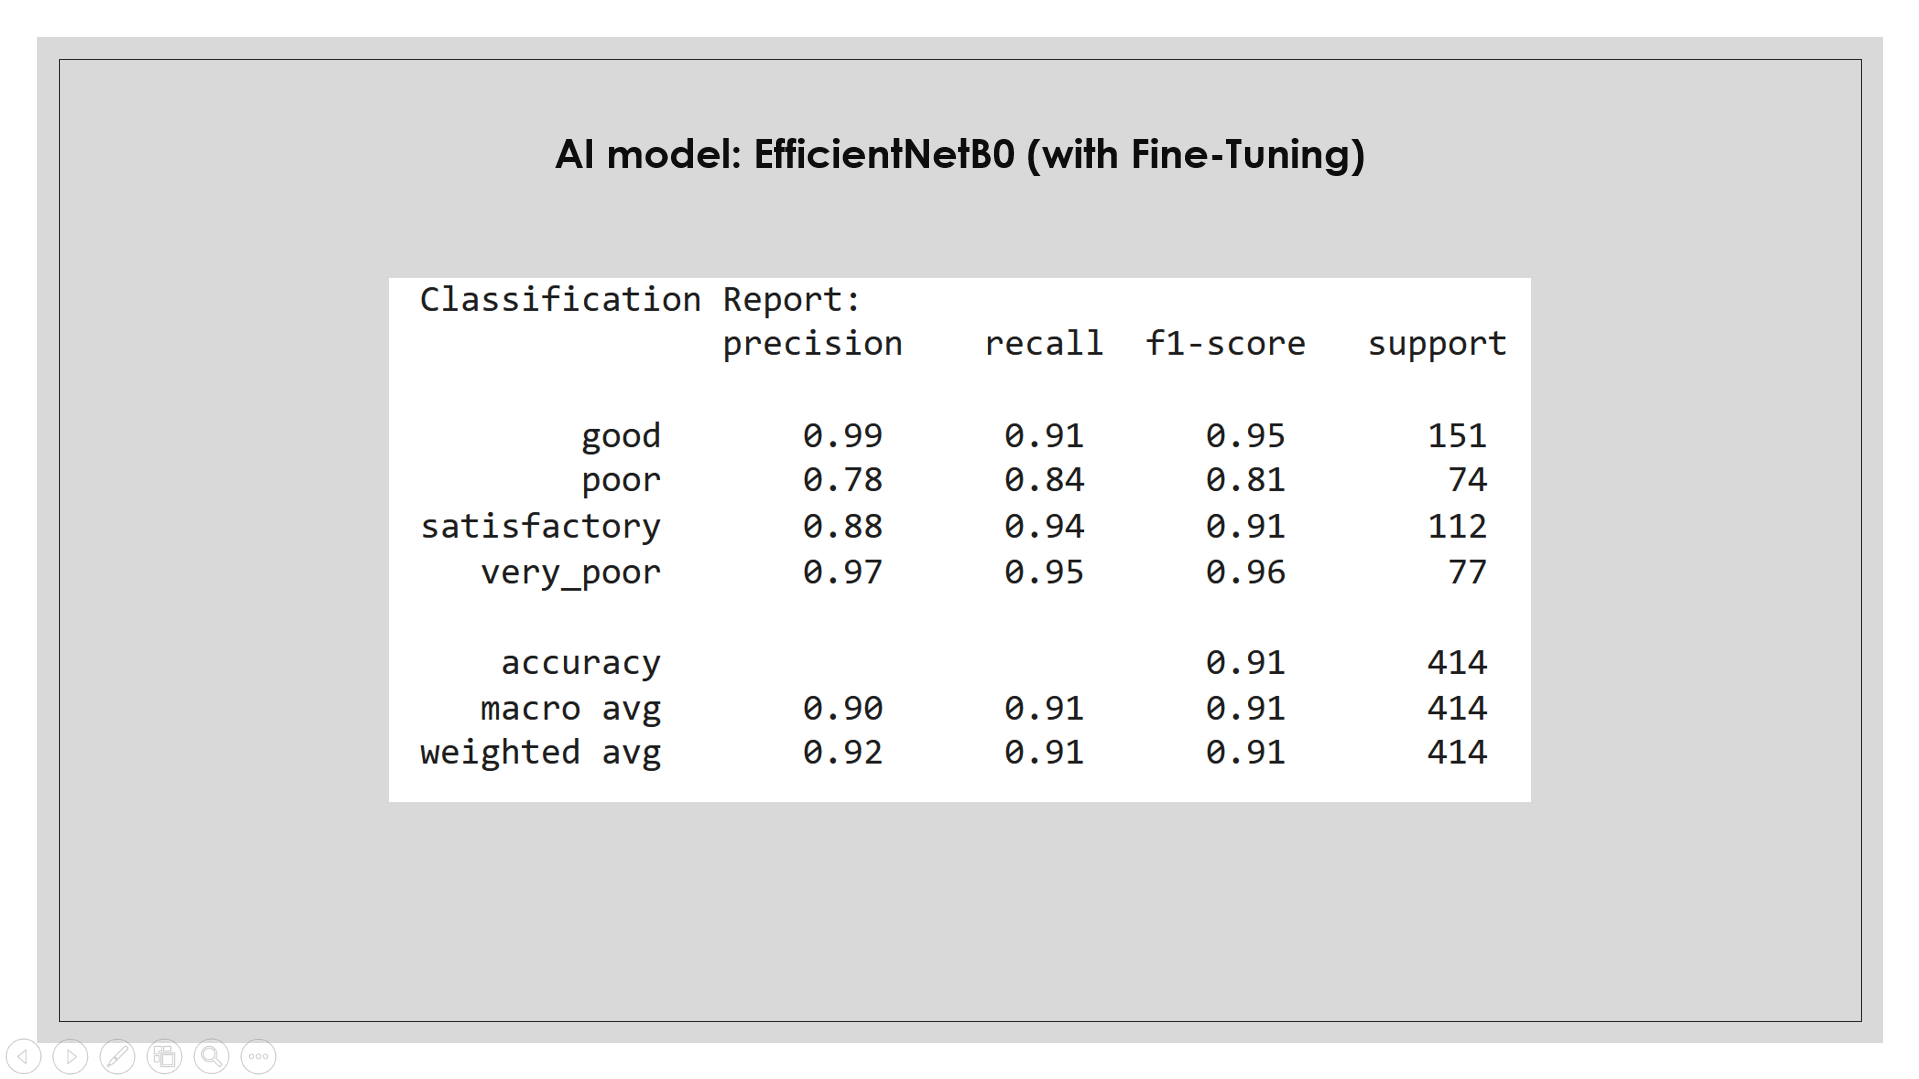 AI model: EfficientNetB0 (with Fine-Tuning)
Classification Report:
precision recall f1-score support
good 0.99 0.91 0.95 151
poor 0.78 0.84 0.81 74
satisfactory 0.88 0.94 0.91 112
very_poor 0.97 0.95 0.96 77
accuracy 0.91 414
macro avg 0.90 0.91 0.91 414
weighted avg 0.92 0.91 0.91 414